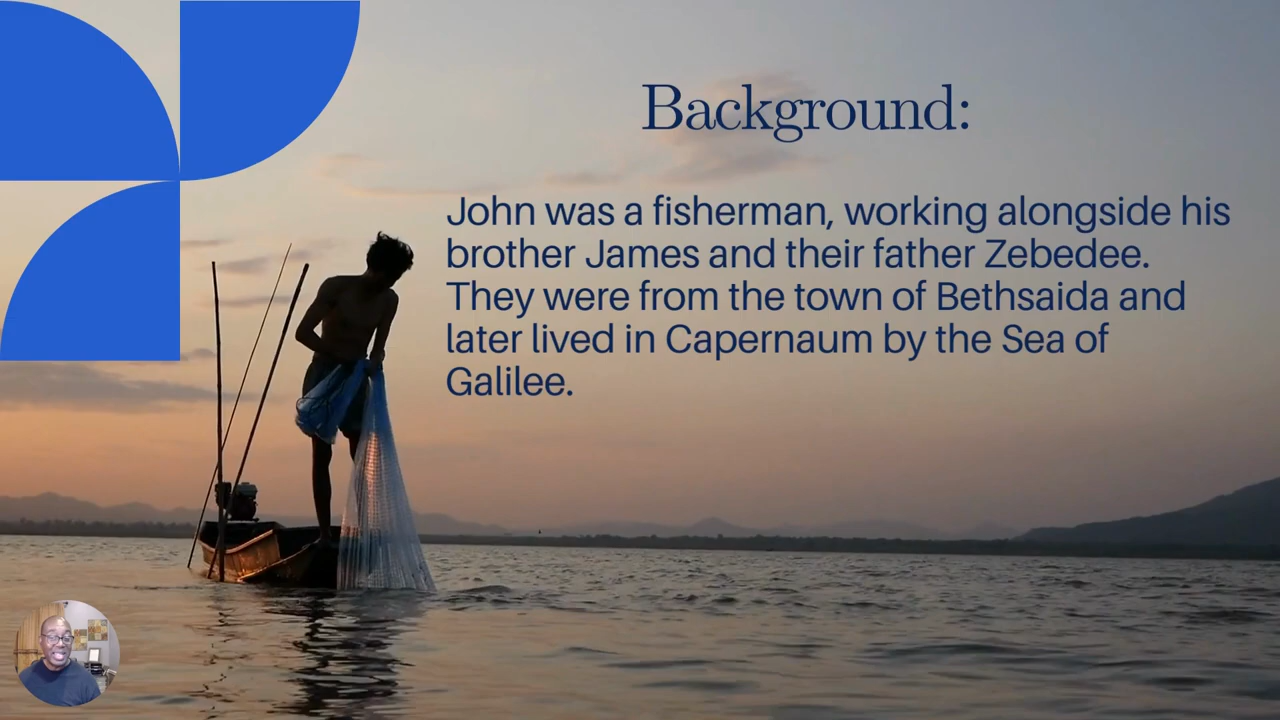 Background:
John was a fisherman, working alongside his
brother James and their father Zebedee.
They were from the town of Bethsaida and
later lived in Capernaum by the Sea of
Galilee.